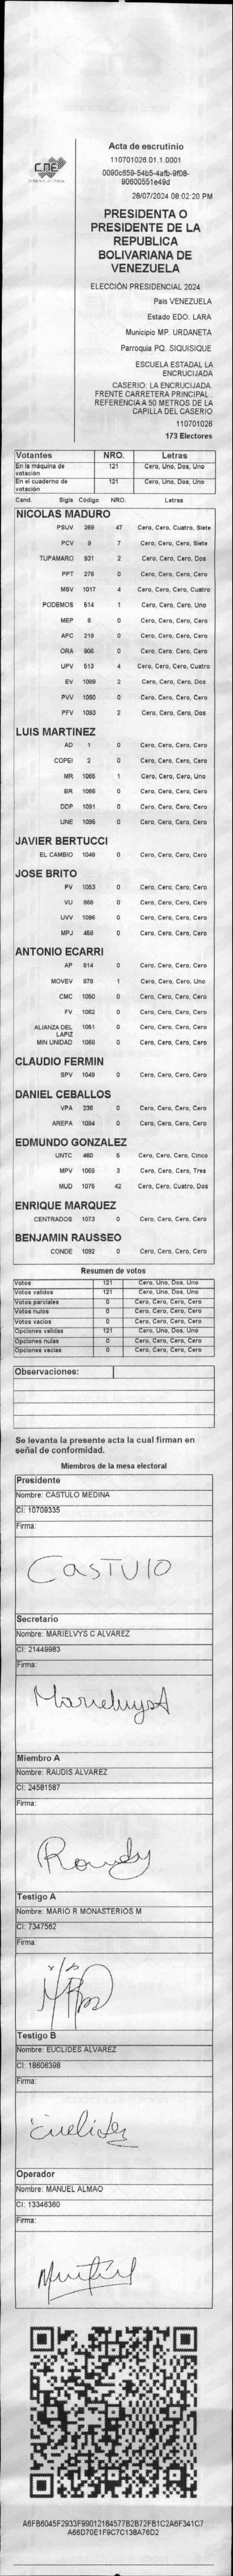 CNE
Acta de escrutinio
110701026.01.1.0001
0090c659-54b5-4afb-9f08-
90600551e49d
28/07/2024 08:02:20 PM
PRESIDENTA O
PRESIDENTE DE LA
REPUBLICA
BOLIVARIANA DE
VENEZUELA
ELECCIÓN PRESIDENCIAL 2024
Pais VENEZUELA
Estado EDO. LARA
Municipio MP. URDANETA
Parroquia PQ. SIQUISIQUE
ESCUELA ESTADAL LA
ENCRUCIJADA
CASERIO: LA ENCRUCIJADA.
FRENTE CARRETERA PRINCIPAL.
REFERENCIA A 50 METROS DE LA
CAPILLA DEL CASERIO
110701026
173 Electores
Votantes NRO. Letras
En la máquina de votación 121 Cero, Uno, Dos, Uno
En el cuaderno de votación 121 Cero, Uno, Dos, Uno
Cand. Sigla Código NRO. Letras
NICOLAS MADURO
PSUV 269 47 Cero, Cero, Cuatro, Siete
PCV 9 7 Cero, Cero, Cero, Siete
TUPAMARO 931 2 Cero, Cero, Cero, Dos
PPT 276 0 Cero, Cero, Cero, Cero
MSV 1017 4 Cero, Cero, Cero, Cuatro
PODEMOS 514 1 Cero, Cero, Cero, Uno
MEP 6 0 Cero, Cero, Cero, Cero
APC 219 0 Cero, Cero, Cero, Cero
ORA 906 0 Cero, Cero, Cero, Cero
UPV 513 4 Cero, Cero, Cero, Cuatro
EV 1099 2 Cero, Cero, Cero, Dos
PVV 1090 0 Cero, Cero, Cero, Cero
PFV 1093 2 Cero, Cero, Cero, Dos
LUIS MARTINEZ
AD 1 0 Cero, Cero, Cero, Cero
COPEI 2 0 Cero, Cero, Cero, Cero
MR 1065 1 Cero, Cero, Cero, Uno
BR 1066 0 Cero, Cero, Cero, Cero
DDP 1091 0 Cero, Cero, Cero, Cero
UNE 1095 0 Cero, Cero, Cero, Cero
JAVIER BERTUCCI
EL CAMBIO 1048 0 Cero, Cero, Cero, Cero
JOSE BRITO
PV 1053 0 Cero, Cero, Cero, Cero
VU 868 0 Cero, Cero, Cero, Cero
UVV 1096 0 Cero, Cero, Cero, Cero
MPJ 458 0 Cero, Cero, Cero, Cero
ANTONIO ECARRI
AP 814 0 Cero, Cero, Cero, Cero
MOVEV 878 1 Cero, Cero, Cero, Uno
CMC 1050 0 Cero, Cero, Cero, Cero
FV 1062 0 Cero, Cero, Cero, Cero
ALIANZA DEL LAPIZ 1051 0 Cero, Cero, Cero, Cero
MIN UNIDAD 1068 0 Cero, Cero, Cero, Cero
CLAUDIO FERMIN
SPV 1049 0 Cero, Cero, Cero, Cero
DANIEL CEBALLOS
VPA 236 0 Cero, Cero, Cero, Cero
AREPA 1094 0 Cero, Cero, Cero, Cero
EDMUNDO GONZALEZ
UNTC 460 5 Cero, Cero, Cero, Cinco
MPV 1069 3 Cero, Cero, Cero, Tres
MUD 1075 42 Cero, Cero, Cuatro, Dos
ENRIQUE MARQUEZ
CENTRADOS 1073 0 Cero, Cero, Cero, Cero
BENJAMIN RAUSSEO
CONDE 1092 0 Cero, Cero, Cero, Cero
Resumen de votos
Votos 121 Cero, Uno, Dos, Uno
Votos validos 121 Cero, Uno, Dos, Uno
Votos parciales 0 Cero, Cero, Cero, Cero
Votos nulos 0 Cero, Cero, Cero, Cero
Votos vacios 0 Cero, Cero, Cero, Cero
Opciones validas 121 Cero, Uno, Dos, Uno
Opciones nulas 0 Cero, Cero, Cero, Cero
Opciones vacias 0 Cero, Cero, Cero, Cero
Observaciones:
Se levanta la presente acta la cual firman en
señal de conformidad.
Miembros de la mesa electoral
Presidente
Nombre: CASTULO MEDINA
CI: 10709335
Firma:
CASTULO
Secretario
Nombre: MARIELVYS C ALVAREZ
CI: 21449983
Firma:
Marielvys A
Miembro A
Nombre: RAUDIS ALVAREZ
CI: 24581587
Firma:
Testigo A
Nombre: MARIO R MONASTERIOS M
CI: 7347562
Firma:
Testigo B
Nombre: EUCLIDES ALVAREZ
CI: 18606398
Firma:
Operador
Nombre: MANUEL ALMAO
CI: 13346360
Firma:
A6FB6045F2933F99012184577B2B72FB1C2A6F341C7
A66D70E1F9C7C138A76D2